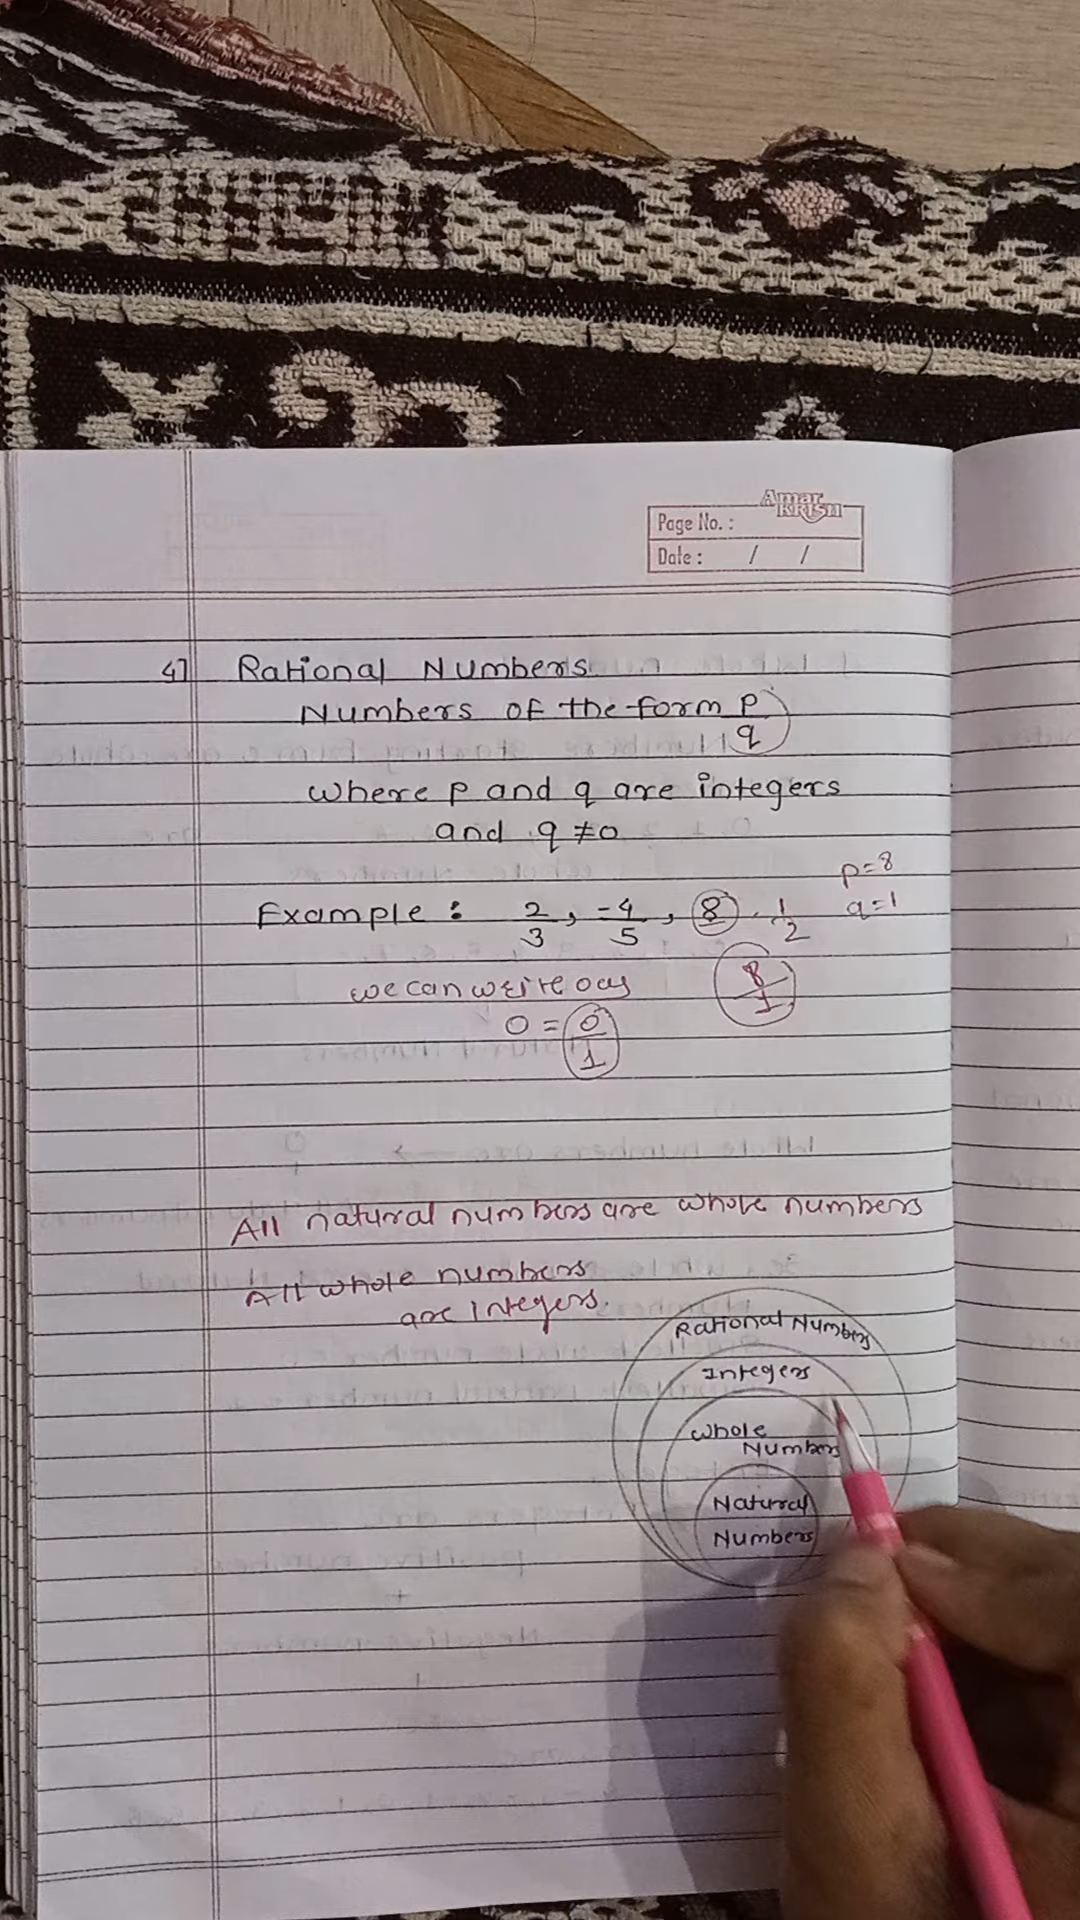 Amar
KRISH
Page No. :
Date : / /
4] Rational Numbers
Numbers of the form p/q
where p and q are integers
and q ≠ 0
p = 8
Example : 2/3, -4/5, 8, 1/2 q = 1
we can write 0 as 8/1
0 = 0/1
All natural numbers are whole numbers
All whole numbers
are Integers.
Rational Numbers
Integers
Whole
Numbers
Natural
Numbers